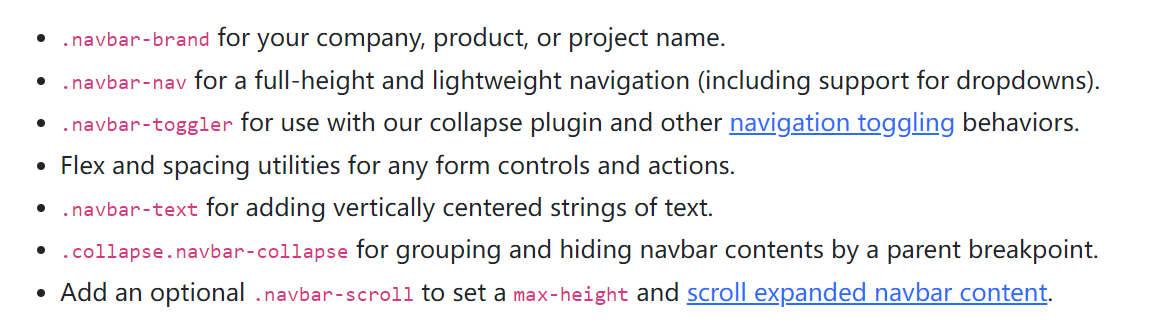 .navbar-brand for your company, product, or project name.
.navbar-nav for a full-height and lightweight navigation (including support for dropdowns).
.navbar-toggler for use with our collapse plugin and other navigation toggling behaviors.
Flex and spacing utilities for any form controls and actions.
.navbar-text for adding vertically centered strings of text.
.collapse.navbar-collapse for grouping and hiding navbar contents by a parent breakpoint.
Add an optional .navbar-scroll to set a max-height and scroll expanded navbar content.